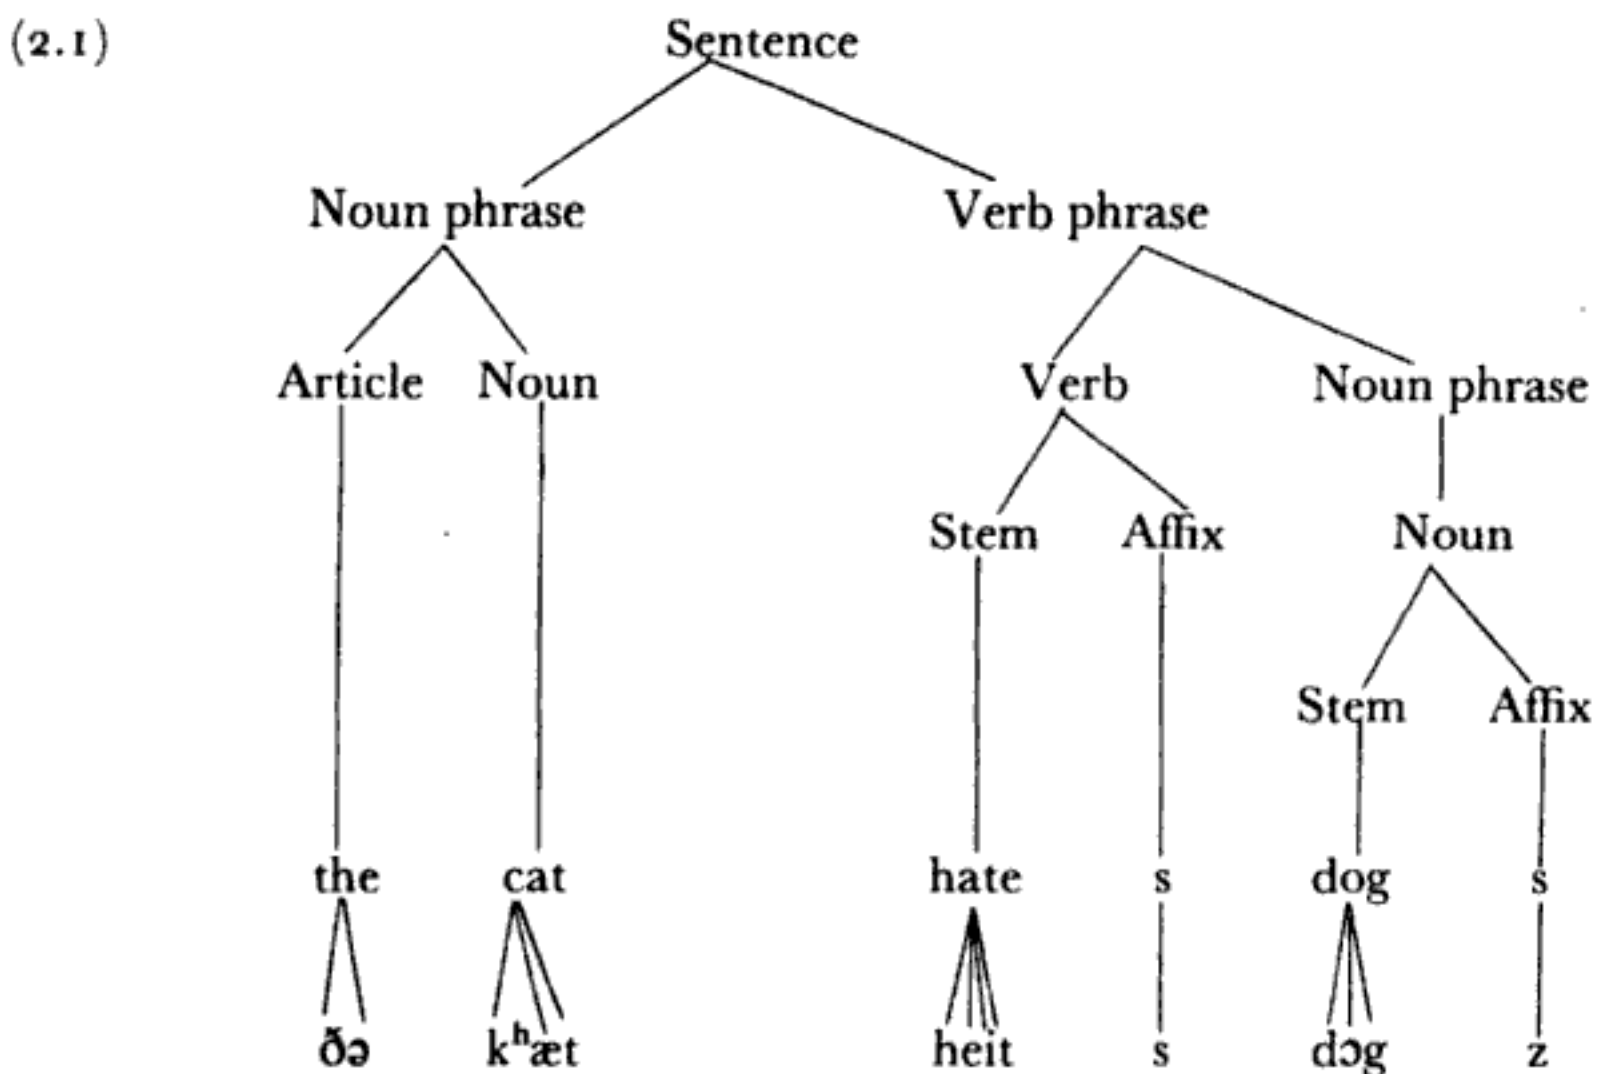 (2.1) Sentence
Noun phrase Verb phrase
Article Noun Verb Noun phrase
Stem Affix Noun
Stem Affix
the cat hate s dog s
ðə kʰæt heit s dɔg z